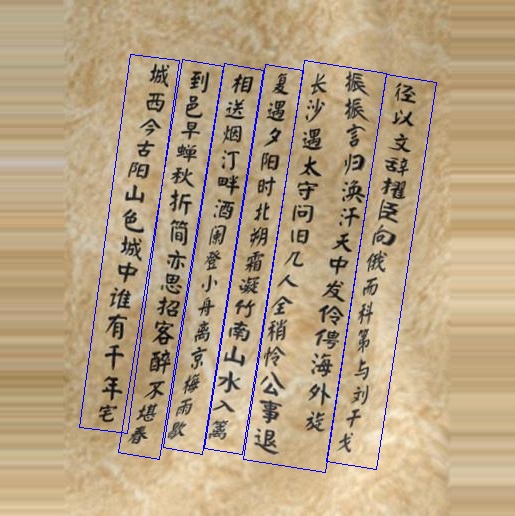 径以文辞擢臣向俄而科第与刘干戈
振振言归涣汗天中发伶俜海外旋
长沙遇太守问旧几人全稍怜公事退
夏遇夕阳时北朔霜凝竹南山水入篱
相送烟汀畔酒阑登小舟离京梅雨歇
到邑早蝉秋折简亦思招客醉不堪春
城西今古阳山色城中谁有千年宅